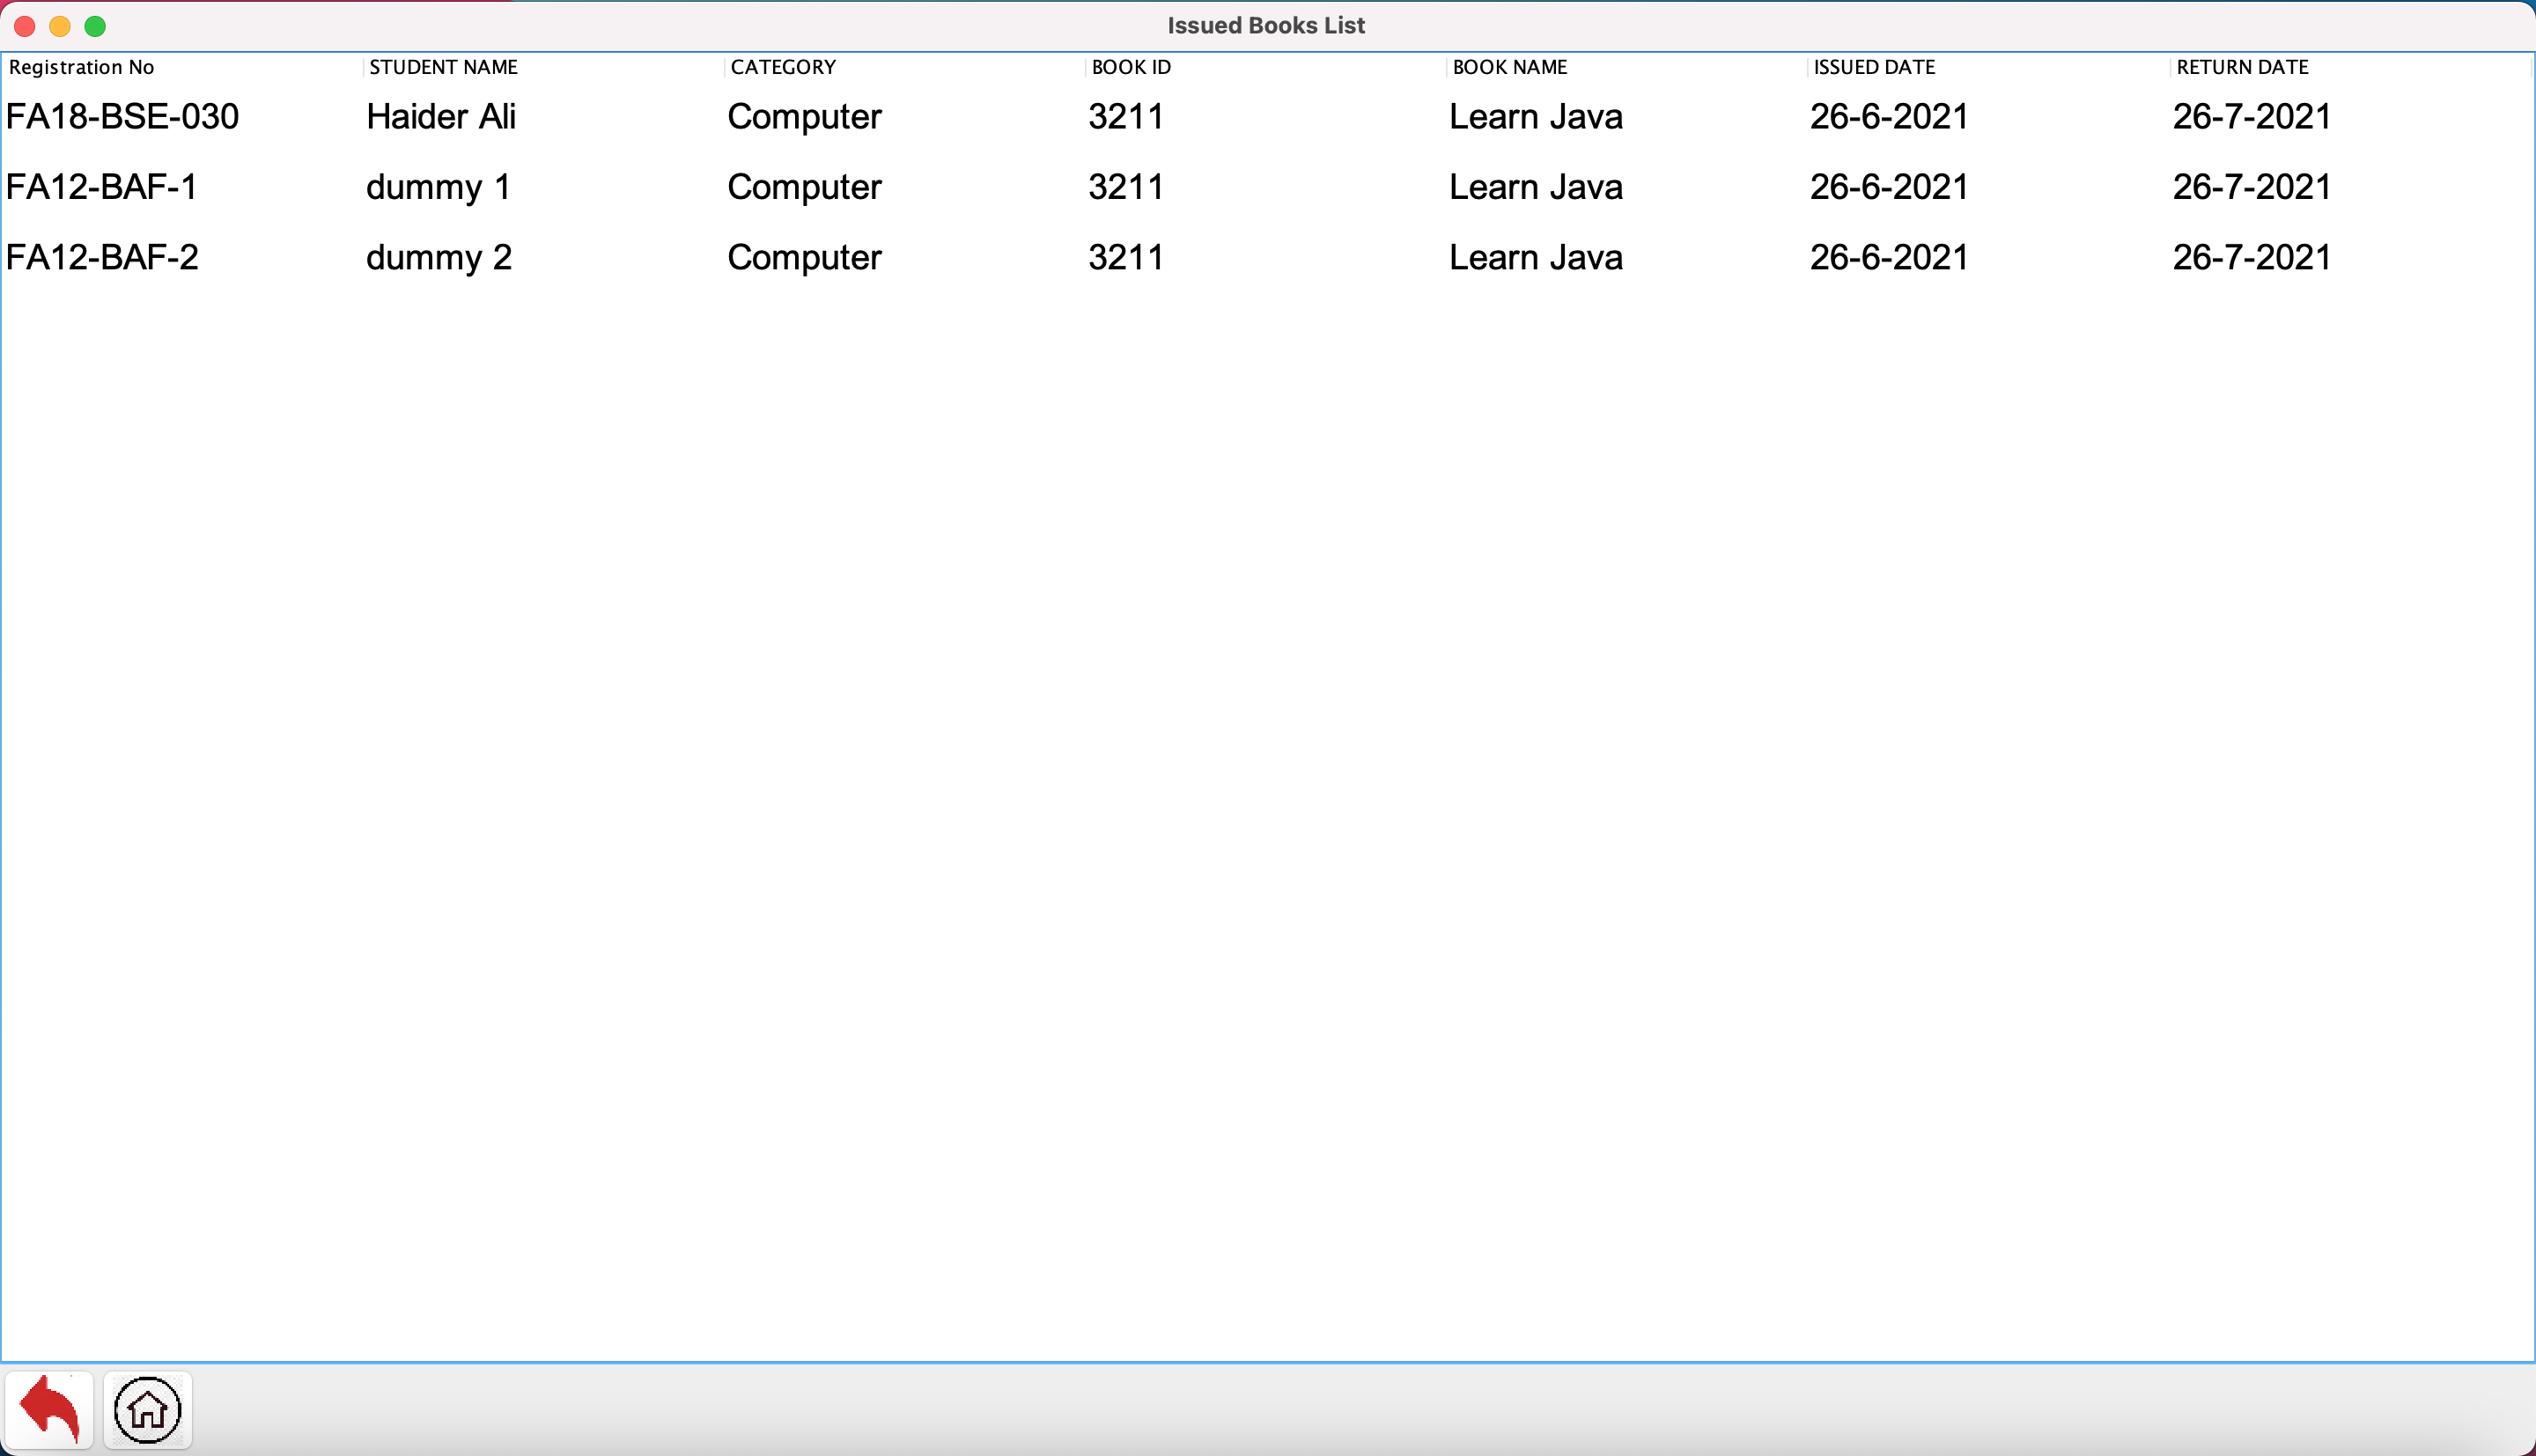 Issued Books List
Registration No STUDENT NAME CATEGORY BOOK ID BOOK NAME ISSUED DATE RETURN DATE
FA18-BSE-030 Haider Ali Computer 3211 Learn Java 26-6-2021 26-7-2021
FA12-BAF-1 dummy 1 Computer 3211 Learn Java 26-6-2021 26-7-2021
FA12-BAF-2 dummy 2 Computer 3211 Learn Java 26-6-2021 26-7-2021